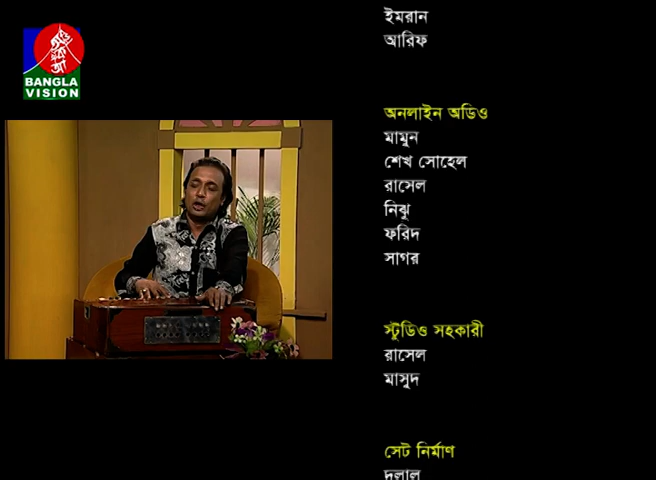 BANGLA
VISION
ইমরান
আরিফ
অনলাইন অডিও
মামুন
শেখ সোহেল
রাসেল
নিঝু
ফরিদ
সাগর
স্টুডিও সহকারী
রাসেল
মাসুদ
সেট নির্মাণ
দুলাল